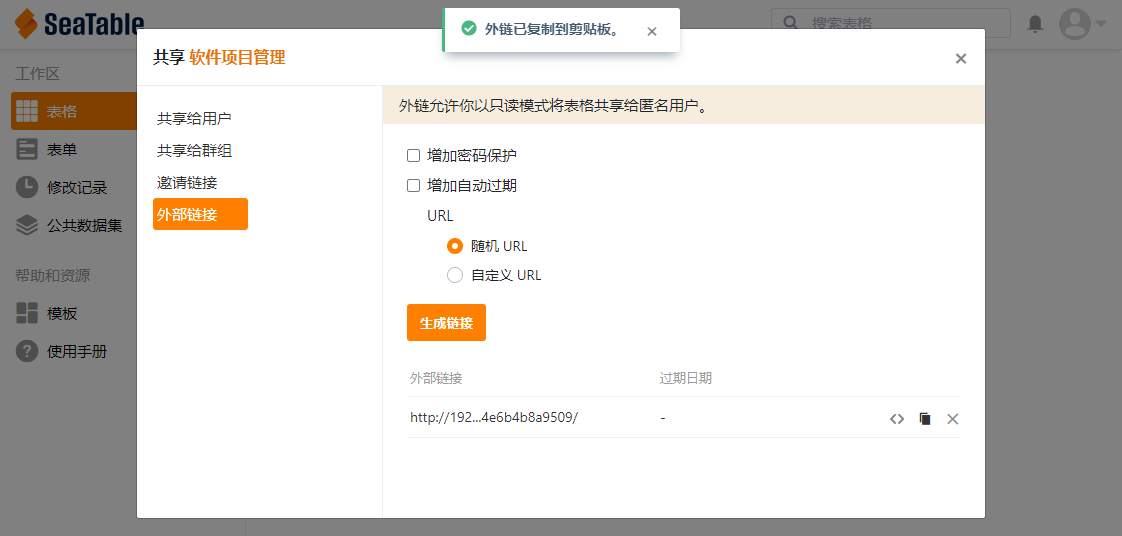 SeaTable
外链已复制到剪贴板。
搜索表格
工作区
表格
表单
修改记录
公共数据集
帮助和资源
模板
使用手册
共享 软件项目管理
共享给用户
共享给群组
邀请链接
外部链接
外链允许你以只读模式将表格共享给匿名用户。
增加密码保护
增加自动过期
URL
随机 URL
自定义 URL
生成链接
外部链接 过期日期
http://192...4e6b4b8a9509/ -